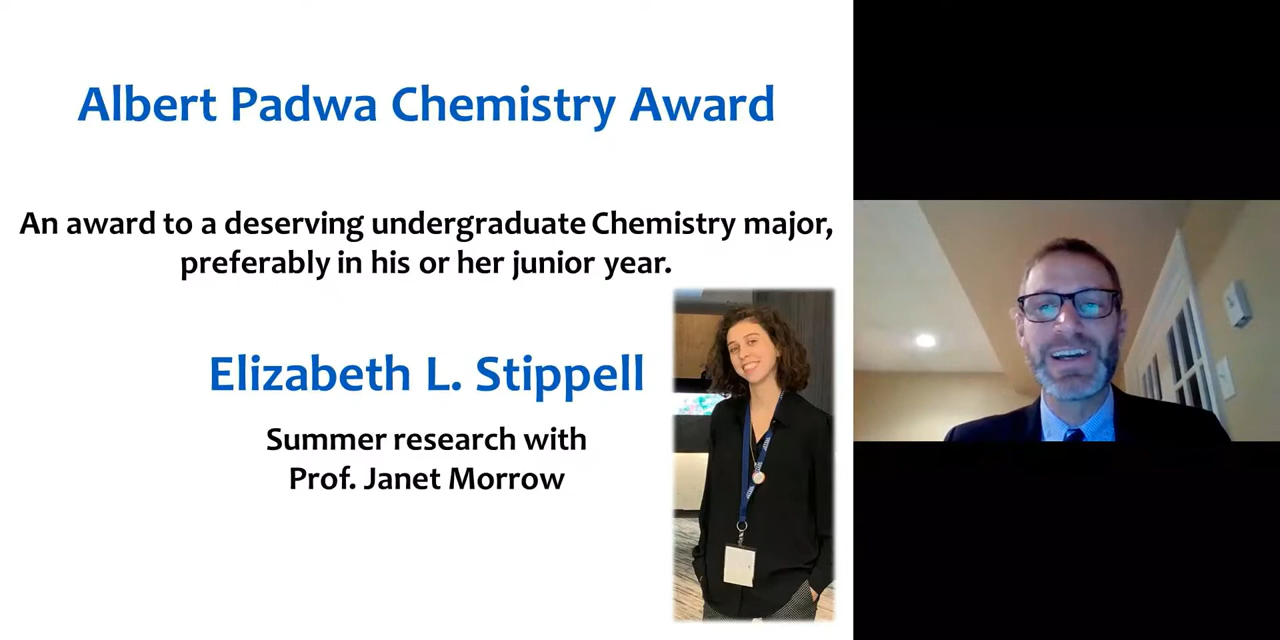 Albert Padwa Chemistry Award
An award to a deserving undergraduate Chemistry major,
preferably in his or her junior year.
Elizabeth L. Stippell
Summer research with
Prof. Janet Morrow